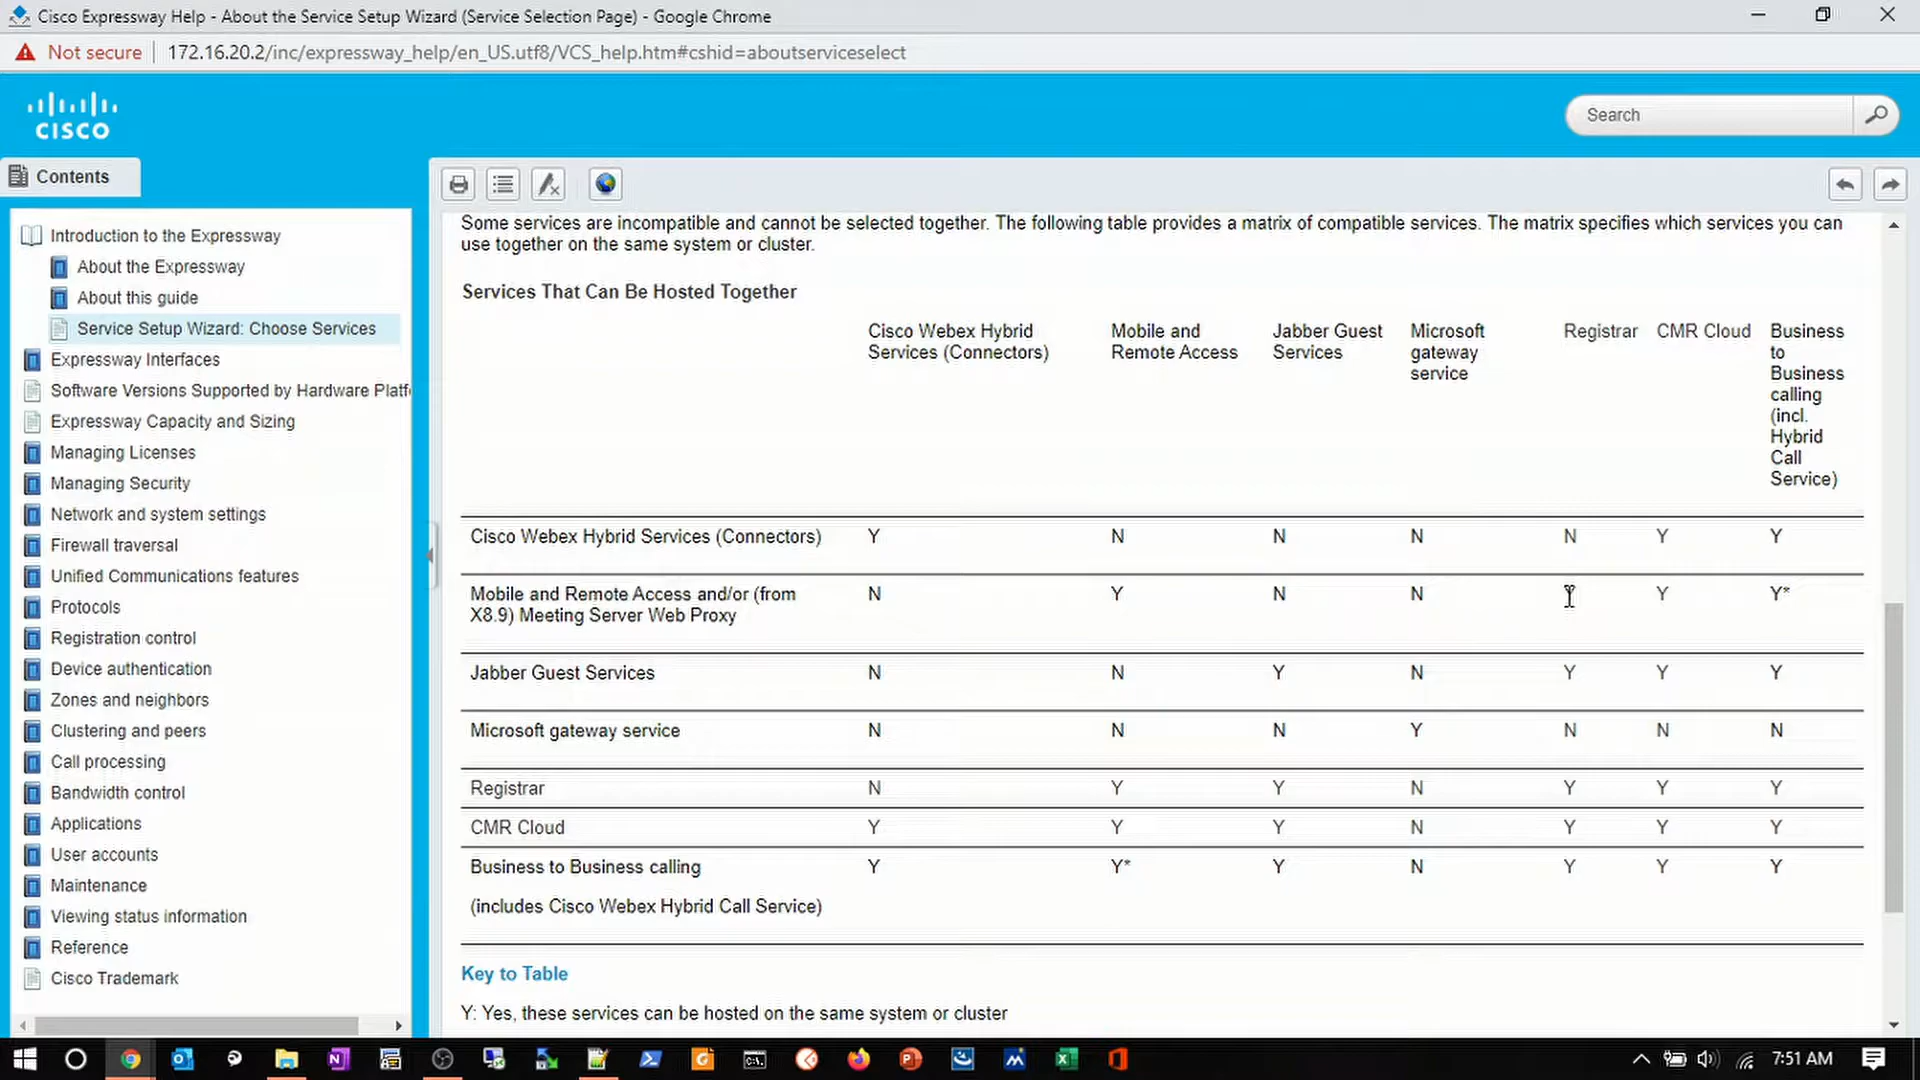 Cisco Expressway Help - About the Service Setup Wizard (Service Selection Page) - Google Chrome
Not secure
172.16.20.2/inc/expressway_help/en_US.utf8/VCS_help.htm#cshid=aboutserviceselect
CISCO
Search
Contents
Introduction to the Expressway
About the Expressway
About this guide
Service Setup Wizard: Choose Services
Expressway Interfaces
Software Versions Supported by Hardware Platf
Expressway Capacity and Sizing
Managing Licenses
Managing Security
Network and system settings
Firewall traversal
Unified Communications features
Protocols
Registration control
Device authentication
Zones and neighbors
Clustering and peers
Call processing
Bandwidth control
Applications
User accounts
Maintenance
Viewing status information
Reference
Cisco Trademark
Some services are incompatible and cannot be selected together. The following table provides a matrix of compatible services. The matrix specifies which services you can
use together on the same system or cluster.
Services That Can Be Hosted Together
Cisco Webex Hybrid
Services (Connectors)
Mobile and
Remote Access
Jabber Guest
Services
Microsoft
gateway
service
Registrar
CMR Cloud
Business
to
Business
calling
(incl.
Hybrid
Call
Service)
Cisco Webex Hybrid Services (Connectors) Y N N N N Y Y
Mobile and Remote Access and/or (from N Y N N Y Y Y*
X8.9) Meeting Server Web Proxy
Jabber Guest Services N N Y N Y Y Y
Microsoft gateway service N N N Y N N N
Registrar N Y Y N Y Y Y
CMR Cloud Y Y Y N Y Y Y
Business to Business calling Y Y* Y N Y Y Y
(includes Cisco Webex Hybrid Call Service)
Key to Table
Y: Yes, these services can be hosted on the same system or cluster
7:51 AM